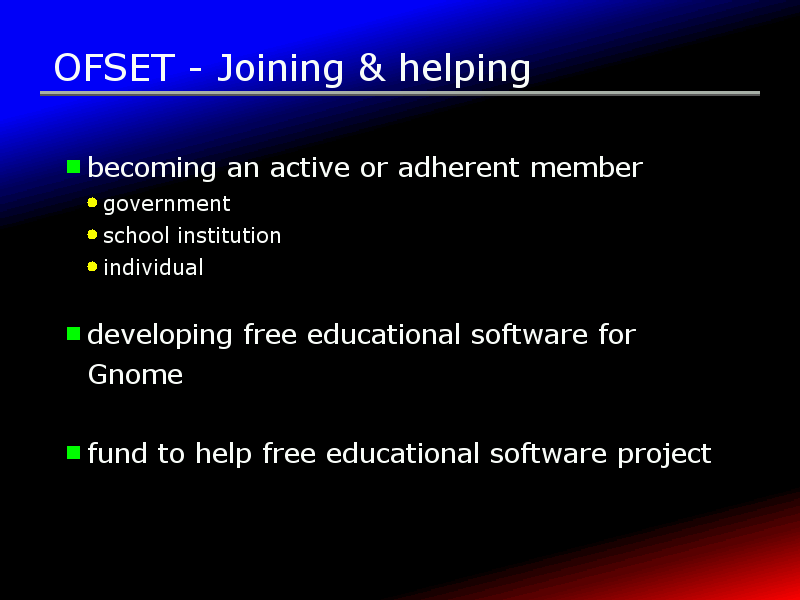 OFSET - Joining & helping
becoming an active or adherent member
government
school institution
individual
developing free educational software for
Gnome
fund to help free educational software project